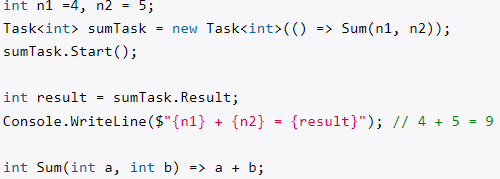 int n1 =4, n2 = 5;
Task<int> sumTask = new Task<int>(() => Sum(n1, n2));
sumTask.Start();
int result = sumTask.Result;
Console.WriteLine($"{n1} + {n2} = {result}"); // 4 + 5 = 9
int Sum(int a, int b) => a + b;